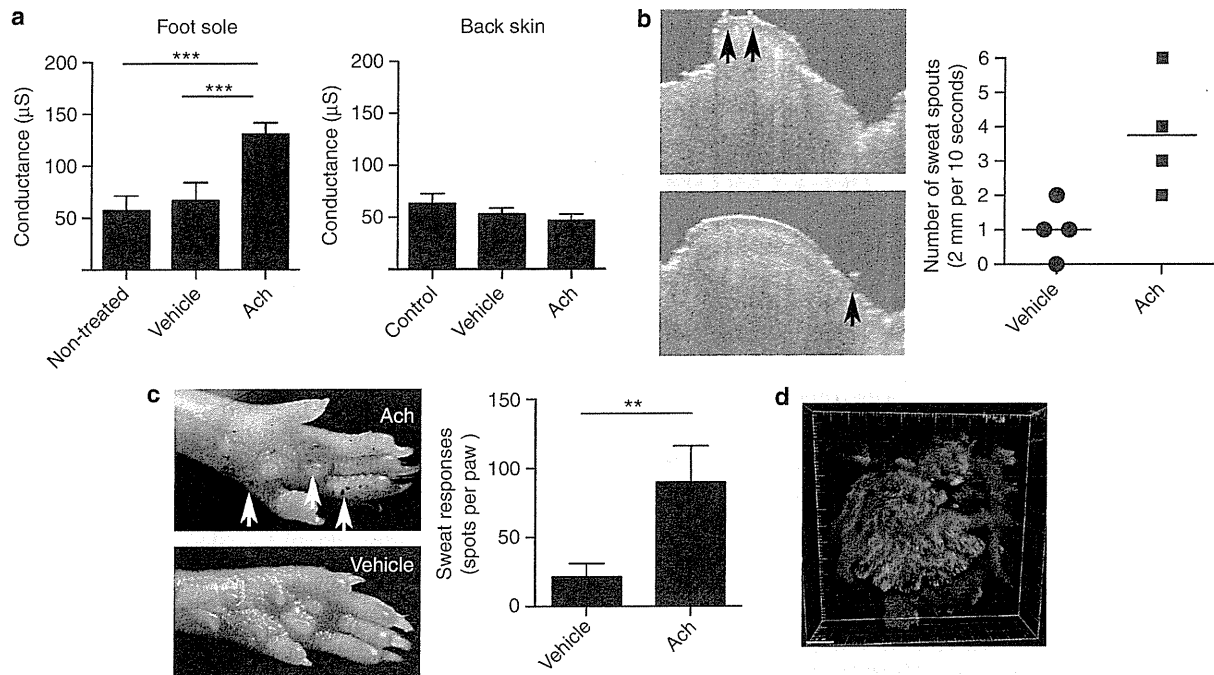 a
Foot sole
Conductance (µS)
200
150
100
50
***
***
Non-treated
Vehicle
Ach
Back skin
Conductance (µS)
200
150
100
50
Control
Vehicle
Ach
b
Number of sweat spouts
(2 mm per 10 seconds)
6
5
4
3
2
1
0
Vehicle
Ach
c
Ach
Vehicle
Sweat responses
(spots per paw )
150
100
50
0
**
Vehicle
Ach
d